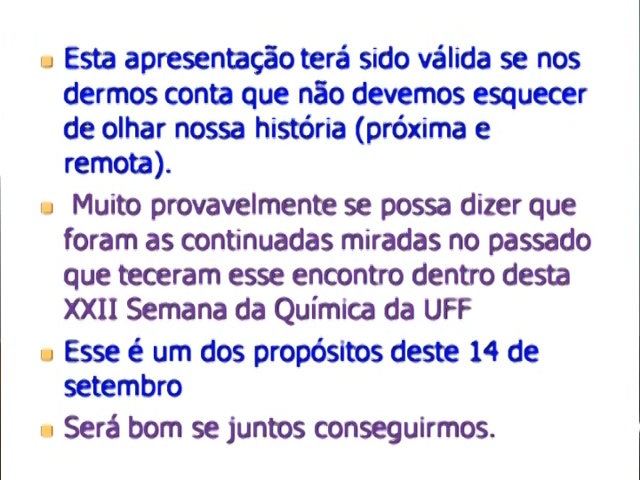 Esta apresentação terá sido válida se nos
dermos conta que não devemos esquecer
de olhar nossa história (próxima e
remota).
Muito provavelmente se possa dizer que
foram as continuadas miradas no passado
que teceram esse encontro dentro desta
XXII Semana da Química da UFF
Esse é um dos propósitos deste 14 de
setembro
Será bom se juntos conseguirmos.